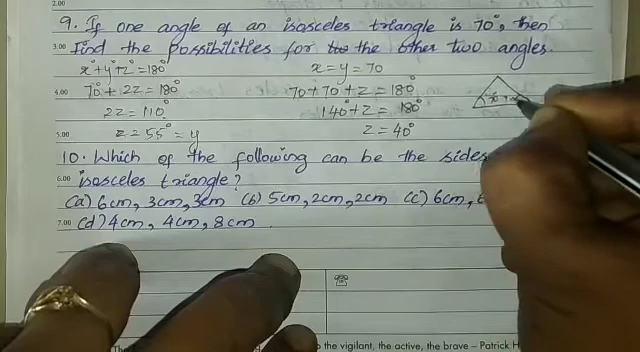 2.00
9. If one angle of an isosceles triangle is 70°, then
3.00 Find the possibilities for the other two angles.
x°+y°+z°=180° x=y=70
4.00 70°+2z=180° 70+70+z=180°
2z=110° 140°+z=180°
5.00 z=55°=y z=40°
10. Which of the following can be the sides
6.00 isosceles triangle?
(a) 6cm, 3cm, 3cm (b) 5cm, 2cm, 2cm (c) 6cm,
7.00 (d) 4cm, 4cm, 8cm.
the vigilant, the active, the brave – Patrick H